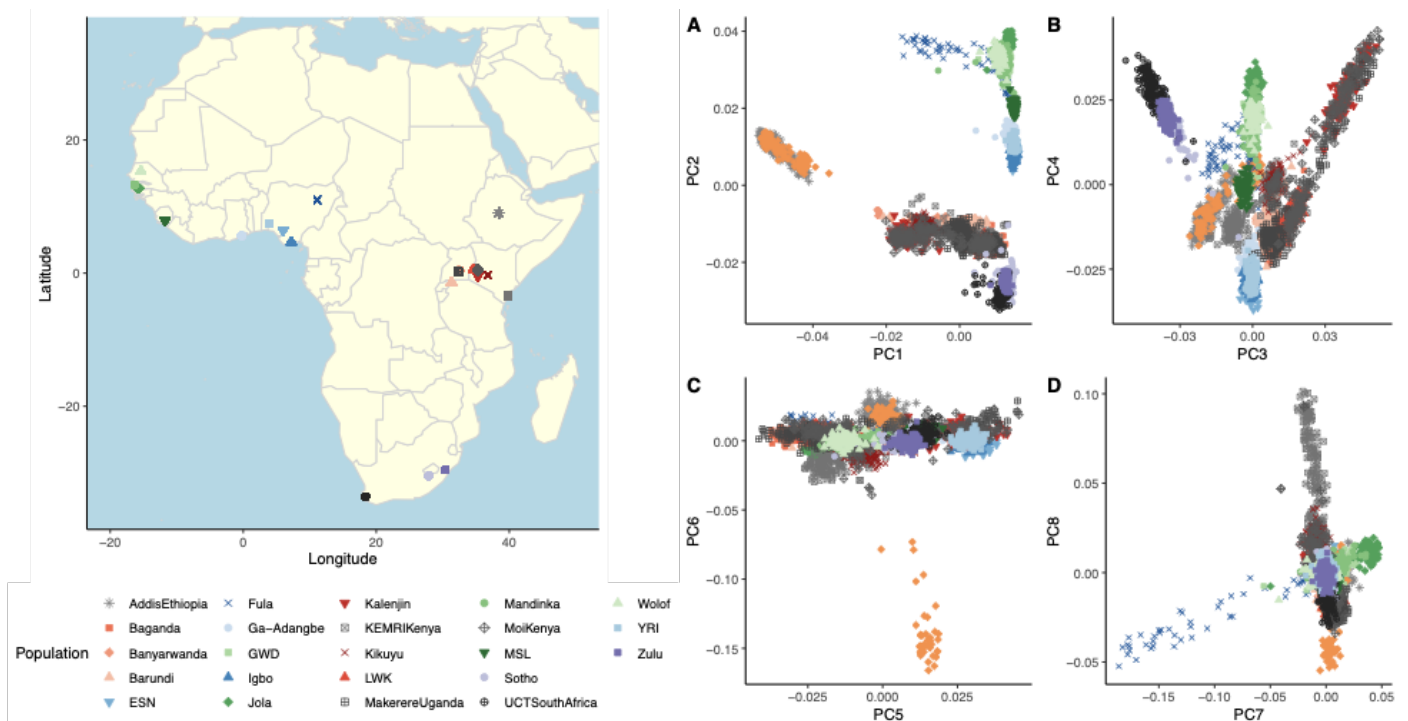 20
0
−20
Latitude
−20
0
20
40
Longitude
A
0.04
0.02
0.00
−0.02
PC2
−0.04
−0.02
0.00
PC1
B
0.025
0.000
−0.025
PC4
−0.03
0.00
0.03
PC3
C
0.00
−0.05
−0.10
−0.15
PC6
−0.025
0.000
0.025
PC5
D
0.10
0.05
0.00
−0.05
PC8
−0.15
−0.10
−0.05
0.00
0.05
PC7
Population
AddisEthiopia
Baganda
Banyarwanda
Barundi
ESN
Fula
Ga-Adangbe
GWD
Igbo
Jola
Kalenjin
KEMRIKenya
Kikuyu
LWK
MakerereUganda
Mandinka
MoiKenya
MSL
Sotho
UCTSouthAfrica
Wolof
YRI
Zulu